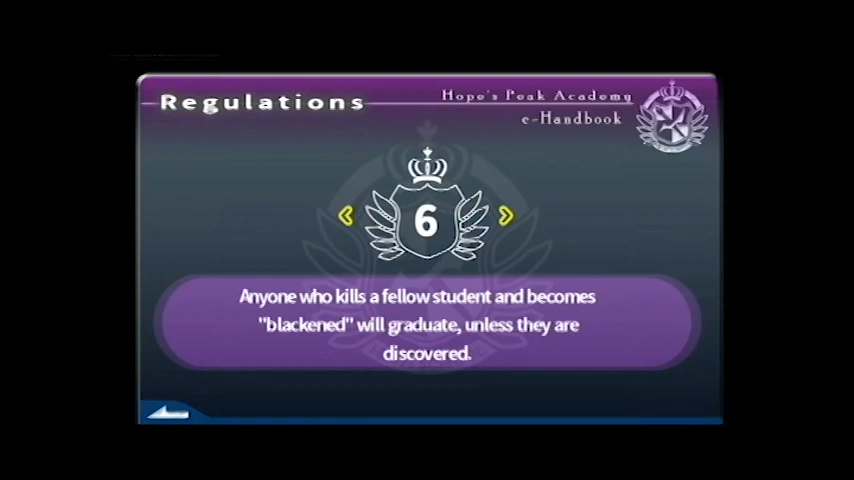 Regulations
Hope's Peak Academy
e-Handbook
6
Anyone who kills a fellow student and becomes
"blackened" will graduate, unless they are
discovered.